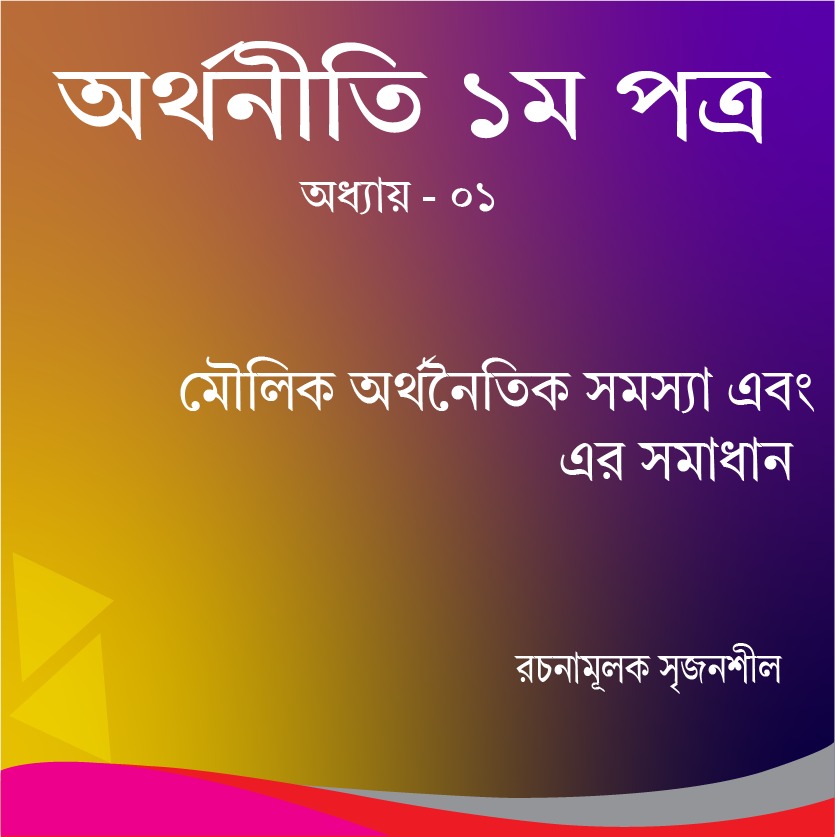 অর্থনীতি ১ম পত্র
অধ্যায় - ০১
মৌলিক অর্থনৈতিক সমস্যা এবং
এর সমাধান
রচনামূলক সৃজনশীল